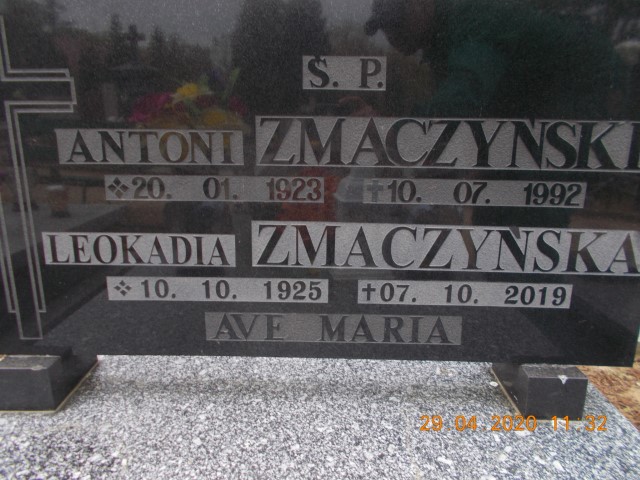 Ś. P.
ANTONI ZMACZYŃSKI
❖20. 01. 1923 ✝10. 07. 1992
LEOKADIA ZMACZYŃSKA
❖10. 10. 1925 ✝07. 10. 2019
AVE MARIA
29 04 2020 11:32